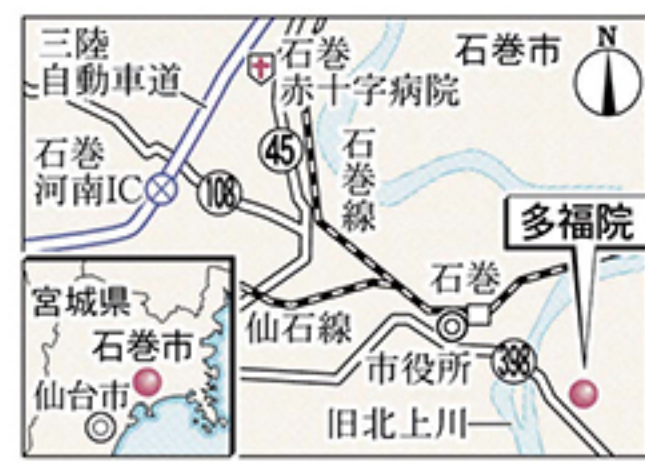 三陸
自動車道
石巻
赤十字病院
石巻市
N
石巻
河南IC
108
45
石巻線
多福院
宮城県
石巻市
仙台市
仙石線
石巻
市役所
398
旧北上川